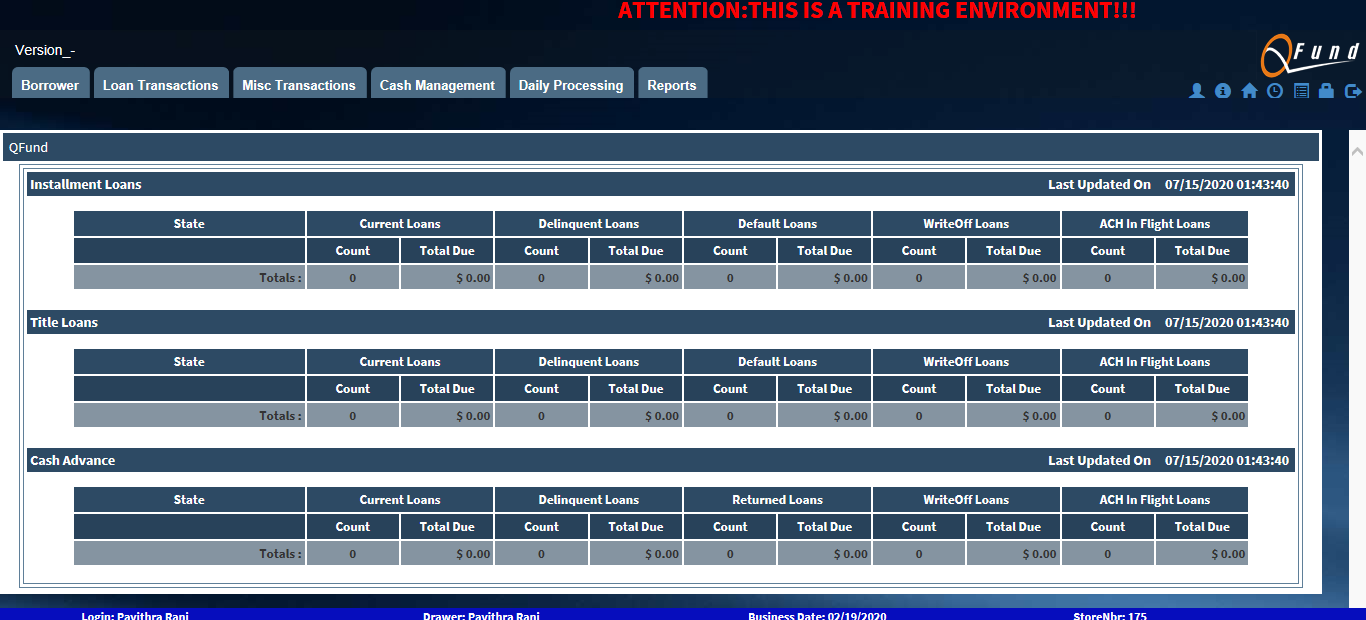 ATTENTION:THIS IS A TRAINING ENVIRONMENT!!!
Version_-
QFund
Borrower Loan Transactions Misc Transactions Cash Management Daily Processing Reports
QFund
Installment Loans Last Updated On 07/15/2020 01:43:40
State Current Loans Delinquent Loans Default Loans WriteOff Loans ACH In Flight Loans
Count Total Due Count Total Due Count Total Due Count Total Due Count Total Due
Totals : 0 $ 0.00 0 $ 0.00 0 $ 0.00 0 $ 0.00 0 $ 0.00
Title Loans Last Updated On 07/15/2020 01:43:40
State Current Loans Delinquent Loans Default Loans WriteOff Loans ACH In Flight Loans
Count Total Due Count Total Due Count Total Due Count Total Due Count Total Due
Totals : 0 $ 0.00 0 $ 0.00 0 $ 0.00 0 $ 0.00 0 $ 0.00
Cash Advance Last Updated On 07/15/2020 01:43:40
State Current Loans Delinquent Loans Returned Loans WriteOff Loans ACH In Flight Loans
Count Total Due Count Total Due Count Total Due Count Total Due Count Total Due
Totals : 0 $ 0.00 0 $ 0.00 0 $ 0.00 0 $ 0.00 0 $ 0.00
Login: Pavithra Rani Drawer: Pavithra Rani Business Date: 02/19/2020 StoreNbr: 175